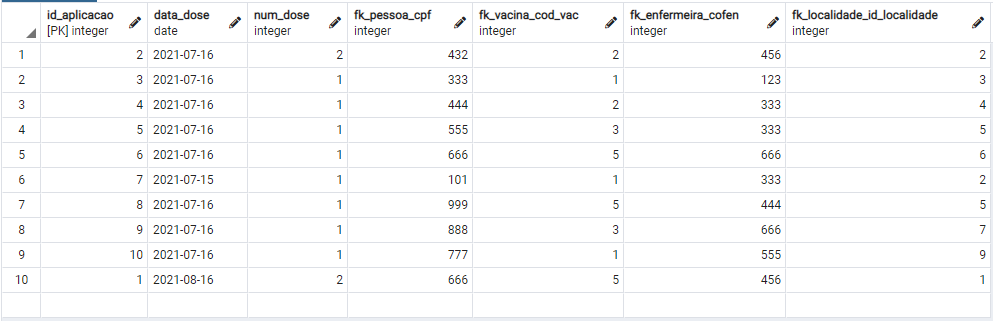 id_aplicacao data_dose num_dose fk_pessoa_cpf fk_vacina_cod_vac fk_enfermeira_cofen fk_localidade_id_localidade
[PK] integer date integer integer integer integer integer
1 2 2021-07-16 2 432 2 456 2
2 3 2021-07-16 1 333 1 123 3
3 4 2021-07-16 1 444 2 333 4
4 5 2021-07-16 1 555 3 333 5
5 6 2021-07-16 1 666 5 666 6
6 7 2021-07-15 1 101 1 333 2
7 8 2021-07-16 1 999 5 444 5
8 9 2021-07-16 1 888 3 666 7
9 10 2021-07-16 1 777 1 555 9
10 1 2021-08-16 2 666 5 456 1